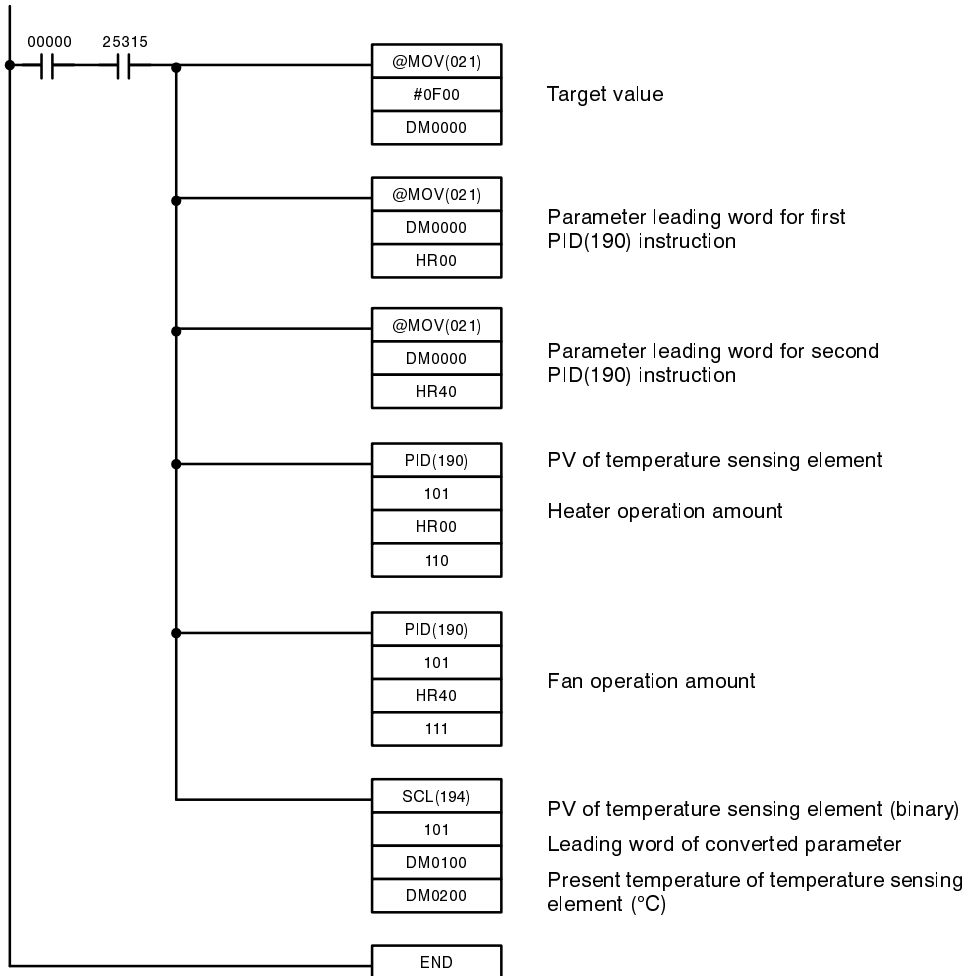 00000 25315
@MOV(021)
#0F00
DM0000
Target value
@MOV(021)
DM0000
HR00
Parameter leading word for first
PID(190) instruction
@MOV(021)
DM0000
HR40
Parameter leading word for second
PID(190) instruction
PID(190)
101
HR00
110
PV of temperature sensing element
Heater operation amount
PID(190)
101
HR40
111
Fan operation amount
SCL(194)
101
DM0100
DM0200
PV of temperature sensing element (binary)
Leading word of converted parameter
Present temperature of temperature sensing
element (°C)
END